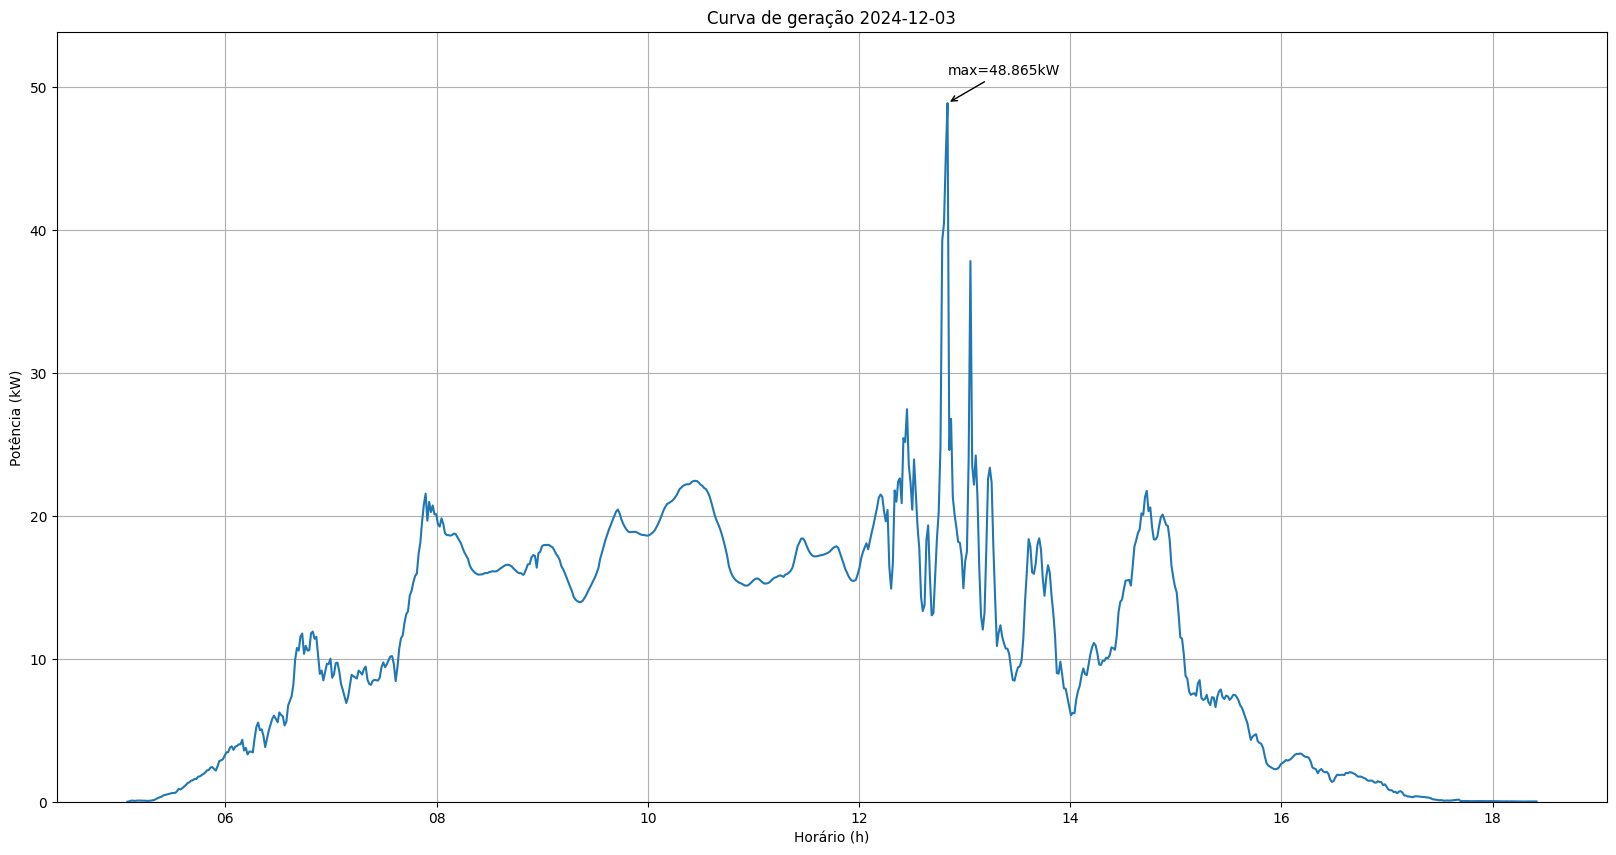 Curva de geração 2024-12-03
max=48.865kW
50
40
30
20
10
0
Potência (kW)
06 08 10 12 14 16 18
Horário (h)